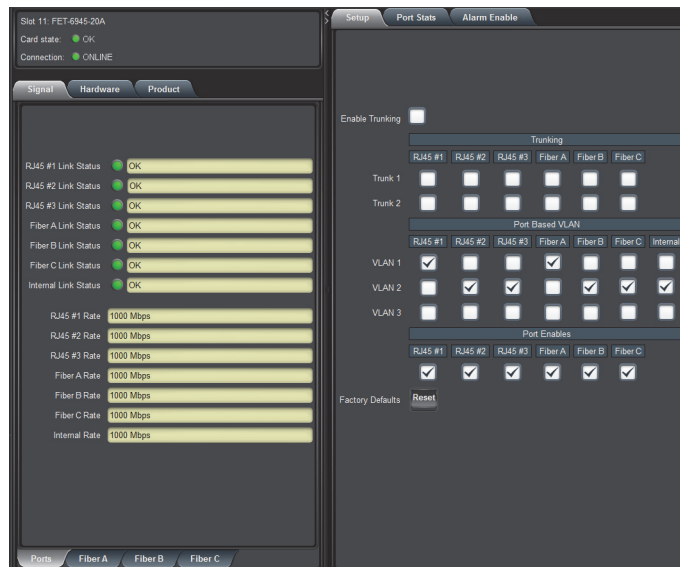 Slot 11: FET-6945-20A
Card state: OK
Connection: ONLINE
Signal Hardware Product
RJ45 #1 Link Status OK
RJ45 #2 Link Status OK
RJ45 #3 Link Status OK
Fiber A Link Status OK
Fiber B Link Status OK
Fiber C Link Status OK
Internal Link Status OK
RJ45 #1 Rate 1000 Mbps
RJ45 #2 Rate 1000 Mbps
RJ45 #3 Rate 1000 Mbps
Fiber A Rate 1000 Mbps
Fiber B Rate 1000 Mbps
Fiber C Rate 1000 Mbps
Internal Rate 1000 Mbps
Ports Fiber A Fiber B Fiber C
Setup Port Stats Alarm Enable
Enable Trunking
Trunking
RJ45 #1 RJ45 #2 RJ45 #3 Fiber A Fiber B Fiber C
Trunk 1
Trunk 2
Port Based VLAN
RJ45 #1 RJ45 #2 RJ45 #3 Fiber A Fiber B Fiber C Internal
VLAN 1
VLAN 2
VLAN 3
Port Enables
RJ45 #1 RJ45 #2 RJ45 #3 Fiber A Fiber B Fiber C
Factory Defaults Reset